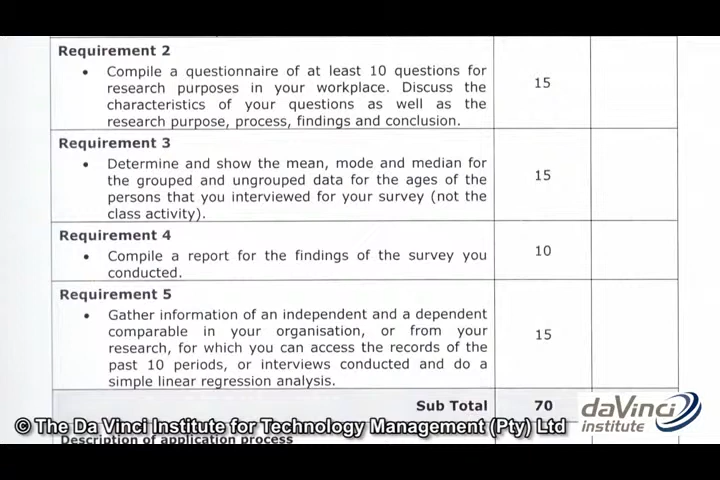 Requirement 2
• Compile a questionnaire of at least 10 questions for
research purposes in your workplace. Discuss the
characteristics of your questions as well as the
research purpose, process, findings and conclusion.
15
Requirement 3
• Determine and show the mean, mode and median for
the grouped and ungrouped data for the ages of the
persons that you interviewed for your survey (not the
class activity).
15
Requirement 4
• Compile a report for the findings of the survey you
conducted.
10
Requirement 5
• Gather information of an independent and a dependent
comparable in your organisation, or from your
research, for which you can access the records of the
past 10 periods, or interviews conducted and do a
simple linear regression analysis.
15
Sub Total 70
daVinci
institute
© The Da Vinci Institute for Technology Management (Pty) Ltd
Description of application process